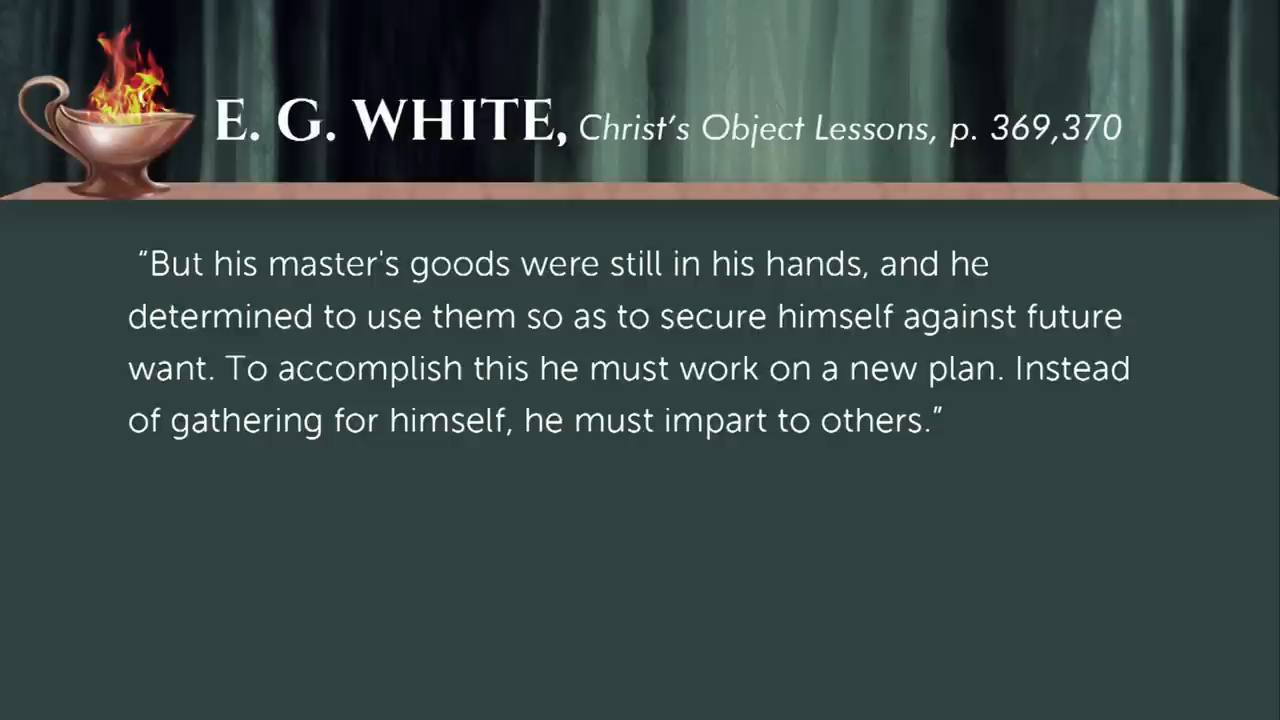 E. G. WHITE, Christ's Object Lessons, p. 369,370
“But his master's goods were still in his hands, and he
determined to use them so as to secure himself against future
want. To accomplish this he must work on a new plan. Instead
of gathering for himself, he must impart to others.”